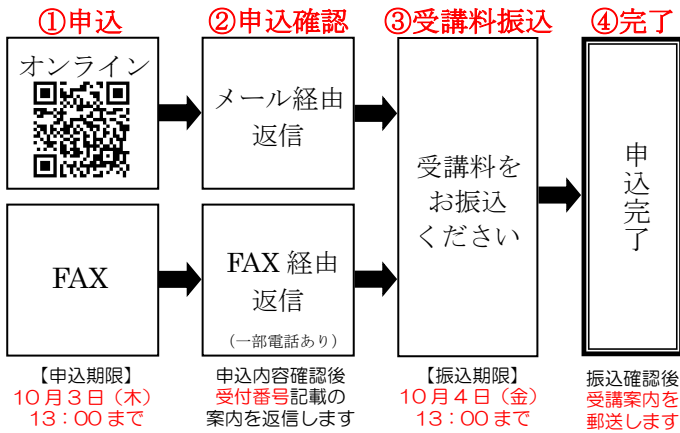 ①申込
②申込確認
③受講料振込
④完了
オンライン
メール経由
返信
受講料を
お振込
ください
申込完了
FAX
FAX 経由
返信
（一部電話あり）
【申込期限】
10月3日（木）
13：00 まで
申込内容確認後
受付番号記載の
案内を返信します
【振込期限】
10月4日（金）
13：00 まで
振込確認後
受講案内を
郵送します